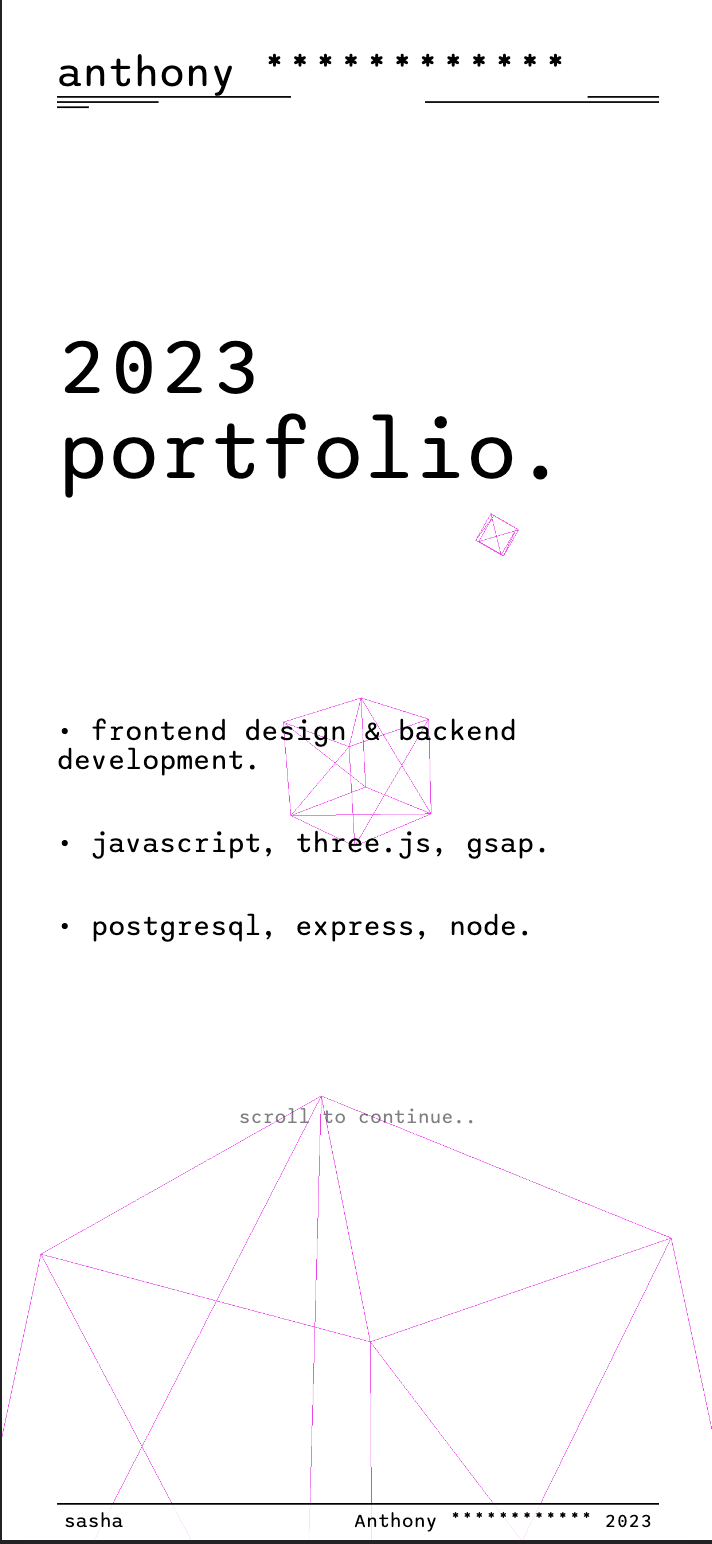 anthony ************
2023
portfolio.
• frontend design & backend
development.
• javascript, three.js, gsap.
• postgresql, express, node.
scroll to continue..
sasha Anthony ************ 2023